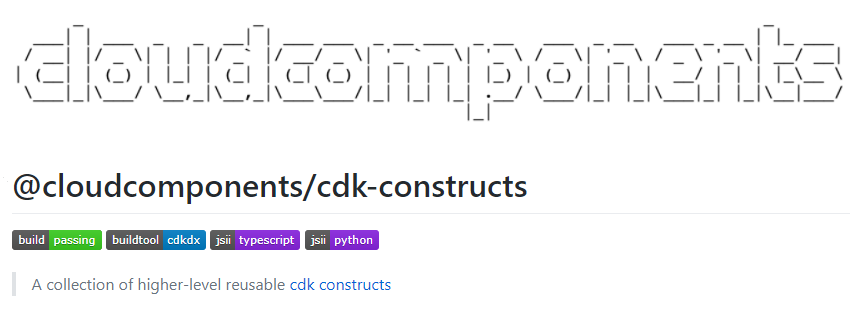 cloudcomponents
@cloudcomponents/cdk-constructs
build passing buildtool cdkdx jsii typescript jsii python
A collection of higher-level reusable cdk constructs